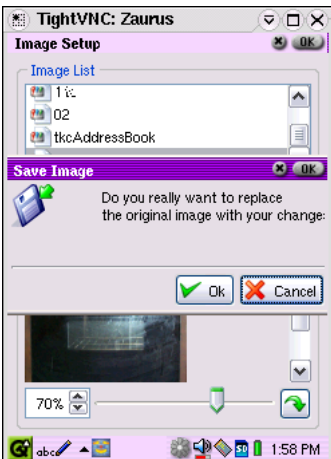 TightVNC: Zaurus
Image Setup
OK
Image List
02
tkcAddressBook
Save Image
OK
Do you really want to replace
the original image with your change:
Ok
Cancel
70%
abc
SD
1:58 PM